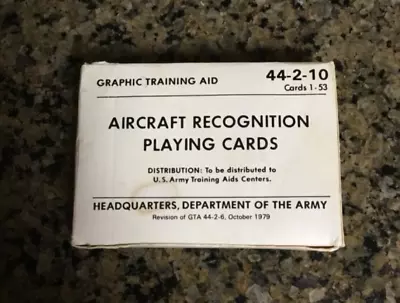 GRAPHIC TRAINING AID
44-2-10
Cards 1-53
AIRCRAFT RECOGNITION
PLAYING CARDS
DISTRIBUTION: To be distributed to
U.S. Army Training Aids Centers.
HEADQUARTERS, DEPARTMENT OF THE ARMY
Revision of GTA 44-2-6, October 1979